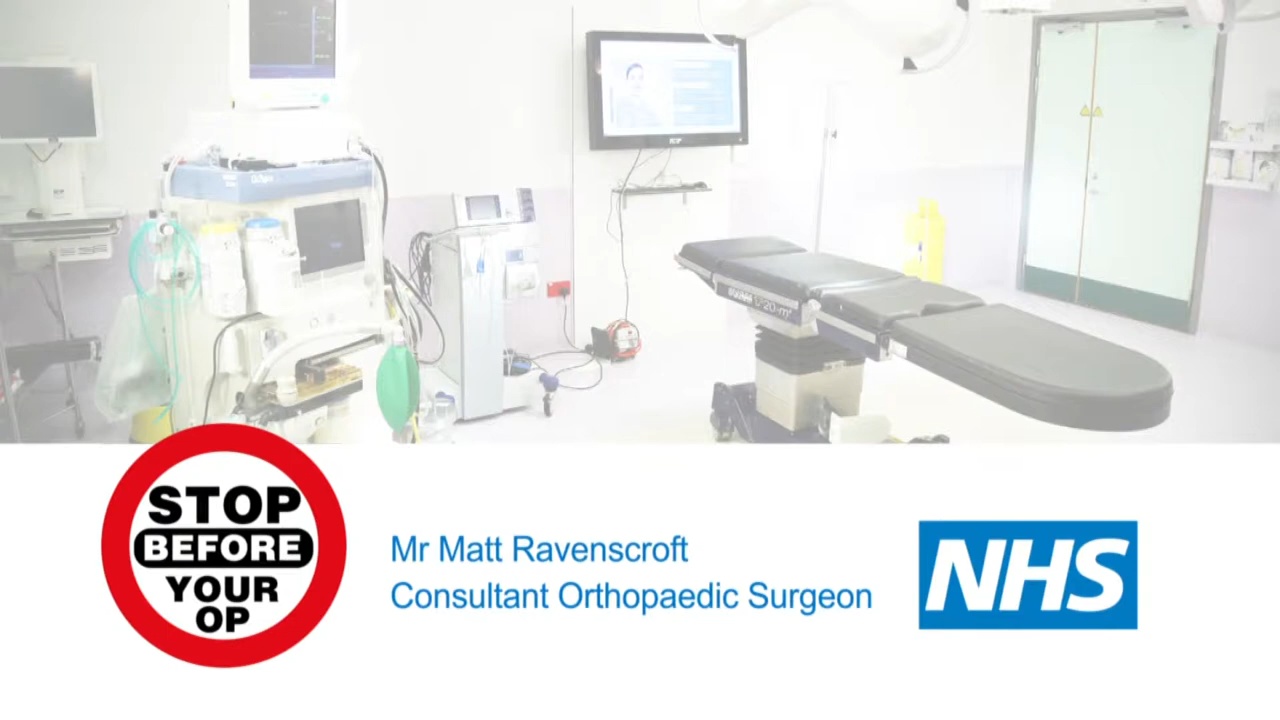 STOP
BEFORE
YOUR
OP
Mr Matt Ravenscroft
Consultant Orthopaedic Surgeon
NHS